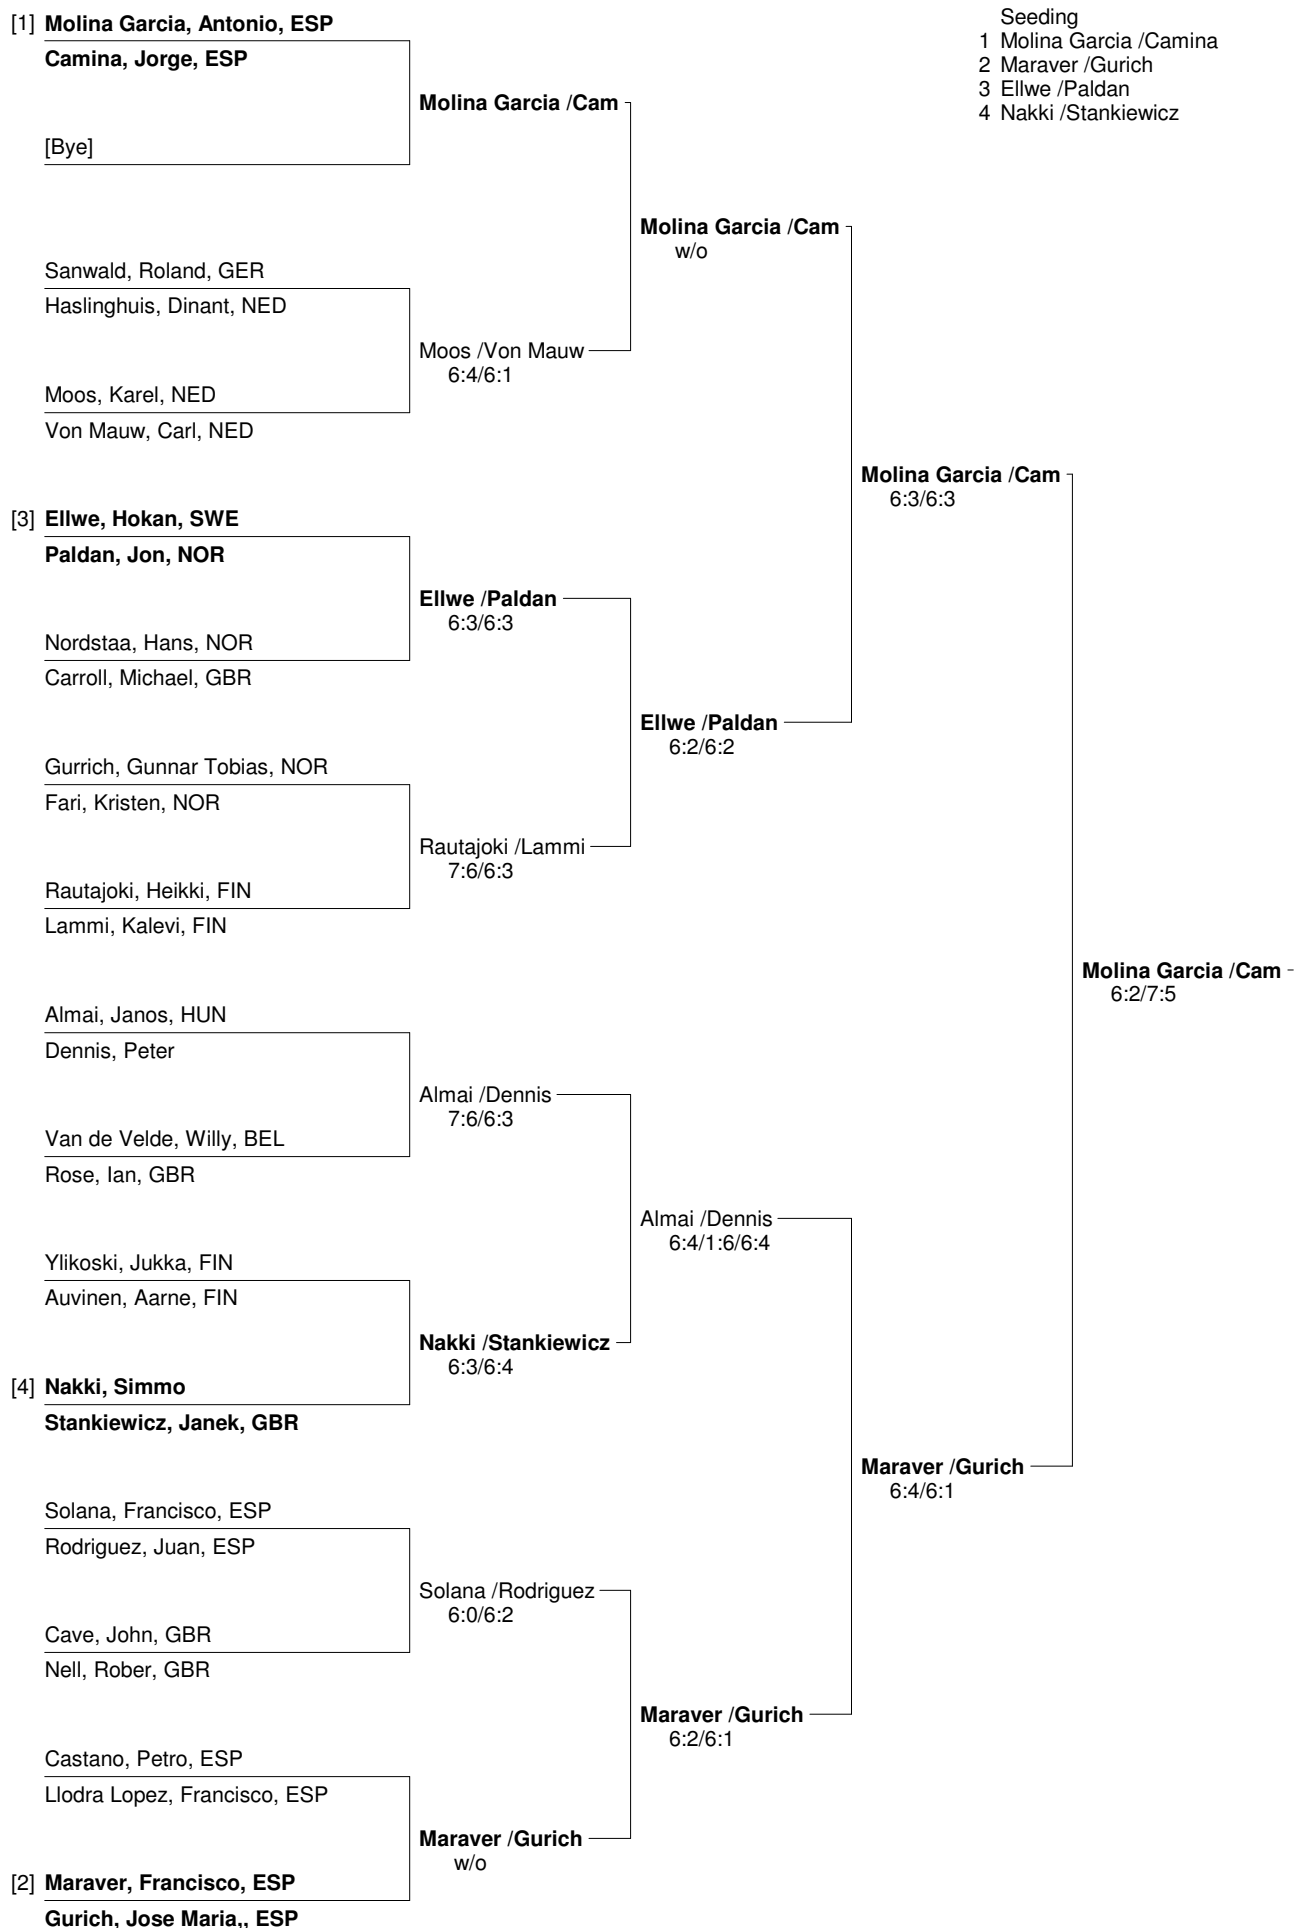 Seeding
1 Molina Garcia /Camina
2 Maraver /Gurich
3 Ellwe /Paldan
4 Nakki /Stankiewicz
[1] Molina Garcia, Antonio, ESP
Camina, Jorge, ESP
Molina Garcia /Cam
[Bye]
Molina Garcia /Cam
w/o
Sanwald, Roland, GER
Haslinghuis, Dinant, NED
Moos /Von Mauw
6:4/6:1
Moos, Karel, NED
Von Mauw, Carl, NED
Molina Garcia /Cam
6:3/6:3
[3] Ellwe, Hokan, SWE
Paldan, Jon, NOR
Ellwe /Paldan
6:3/6:3
Nordstaa, Hans, NOR
Carroll, Michael, GBR
Ellwe /Paldan
6:2/6:2
Gurrich, Gunnar Tobias, NOR
Fari, Kristen, NOR
Rautajoki /Lammi
7:6/6:3
Rautajoki, Heikki, FIN
Lammi, Kalevi, FIN
Molina Garcia /Cam
6:2/7:5
Almai, Janos, HUN
Dennis, Peter
Almai /Dennis
7:6/6:3
Van de Velde, Willy, BEL
Rose, Ian, GBR
Almai /Dennis
6:4/1:6/6:4
Ylikoski, Jukka, FIN
Auvinen, Aarne, FIN
Nakki /Stankiewicz
6:3/6:4
[4] Nakki, Simmo
Stankiewicz, Janek, GBR
Maraver /Gurich
6:4/6:1
Solana, Francisco, ESP
Rodriguez, Juan, ESP
Solana /Rodriguez
6:0/6:2
Cave, John, GBR
Nell, Rober, GBR
Maraver /Gurich
6:2/6:1
Castano, Petro, ESP
Llodra Lopez, Francisco, ESP
Maraver /Gurich
w/o
[2] Maraver, Francisco, ESP
Gurich, Jose Maria,, ESP